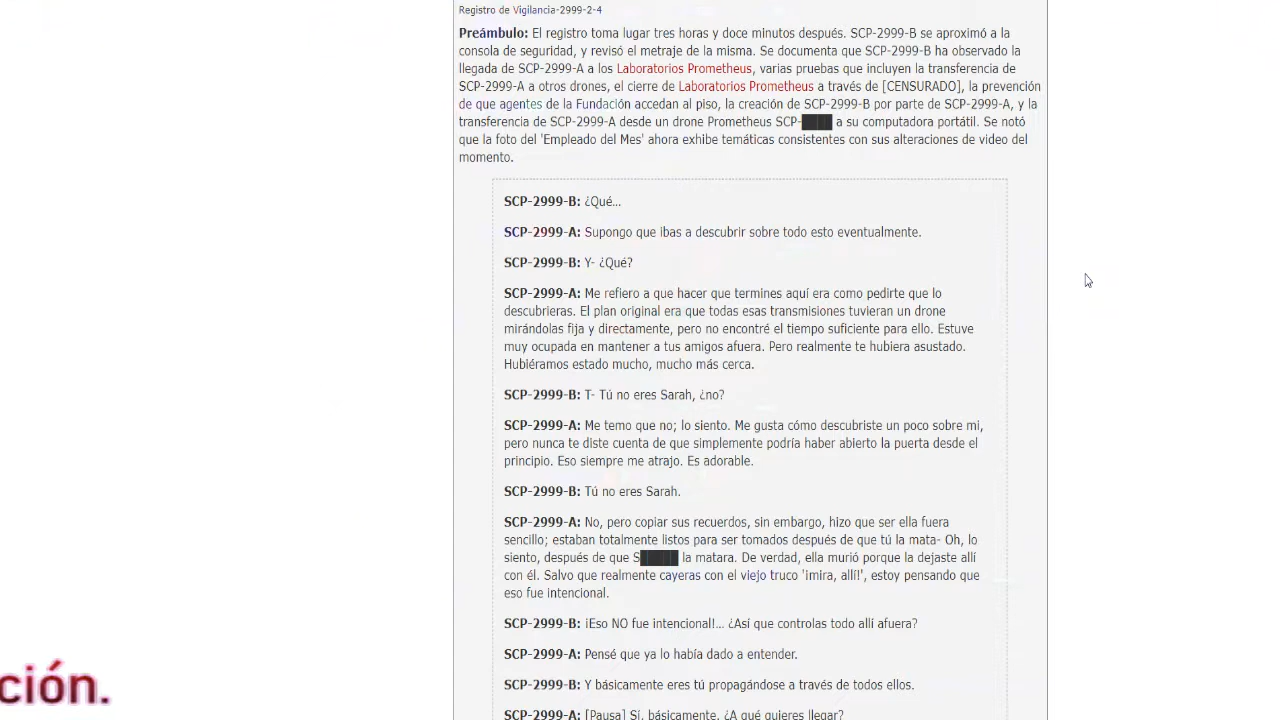 Registro de Vigilancia-2999-2-4
Preámbulo: El registro toma lugar tres horas y doce minutos después. SCP-2999-B se aproximó a la
consola de seguridad, y revisó el metraje de la misma. Se documenta que SCP-2999-B ha observado la
llegada de SCP-2999-A a los Laboratorios Prometheus, varias pruebas que incluyen la transferencia de
SCP-2999-A a otros drones, el cierre de Laboratorios Prometheus a través de [CENSURADO], la prevención
de que agentes de la Fundación accedan al piso, la creación de SCP-2999-B por parte de SCP-2999-A, y la
transferencia de SCP-2999-A desde un drone Prometheus SCP-████ a su computadora portátil. Se notó
que la foto del 'Empleado del Mes' ahora exhibe temáticas consistentes con sus alteraciones de video del
momento.
SCP-2999-B: ¿Qué...
SCP-2999-A: Supongo que ibas a descubrir sobre todo esto eventualmente.
SCP-2999-B: Y- ¿Qué?
SCP-2999-A: Me refiero a que hacer que termines aquí era como pedirte que lo
descubrieras. El plan original era que todas esas transmisiones tuvieran un drone
mirándolas fija y directamente, pero no encontré el tiempo suficiente para ello. Estuve
muy ocupada en mantener a tus amigos afuera. Pero realmente te hubiera asustado.
Hubiéramos estado mucho, mucho más cerca.
SCP-2999-B: T- Tú no eres Sarah, ¿no?
SCP-2999-A: Me temo que no; lo siento. Me gusta cómo descubriste un poco sobre mi,
pero nunca te diste cuenta de que simplemente podría haber abierto la puerta desde el
principio. Eso siempre me atrajo. Es adorable.
SCP-2999-B: Tú no eres Sarah.
SCP-2999-A: No, pero copiar sus recuerdos, sin embargo, hizo que ser ella fuera
sencillo; estaban totalmente listos para ser tomados después de que tú la mata- Oh, lo
siento, después de que S█████ la matara. De verdad, ella murió porque la dejaste allí
con él. Salvo que realmente cayeras con el viejo truco '¡mira, allí!', estoy pensando que
eso fue intencional.
SCP-2999-B: ¡Eso NO fue intencional!... ¿Así que controlas todo allí afuera?
SCP-2999-A: Pensé que ya lo había dado a entender.
SCP-2999-B: Y básicamente eres tú propagándose a través de todos ellos.
SCP-2999-A: [Pausa] Sí, básicamente. ¿A qué quieres llegar?
ción.